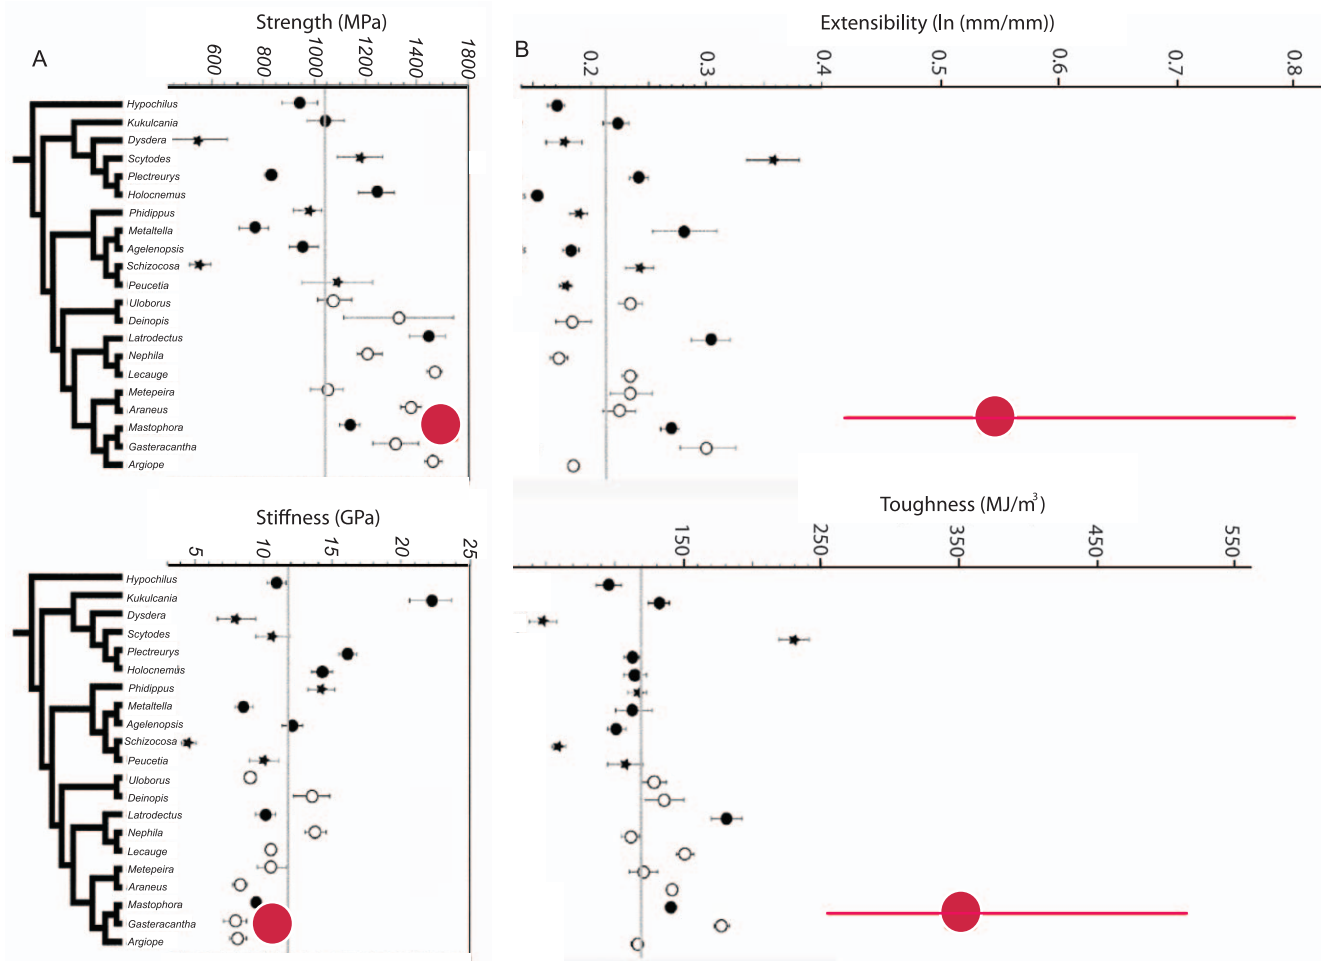 Strength (MPa)
A
600 800 1000 1200 1400 1800
Hypochilus
Kukulcania
Dysdera
Scytodes
Plectreurys
Holocnemus
Phidippus
Metaltella
Agelenopsis
Schizocosa
Peucetia
Uloborus
Deinopis
Latrodectus
Nephila
Lecauge
Metepeira
Araneus
Mastophora
Gasteracantha
Argiope
B
Extensibility (ln (mm/mm))
0.2 0.3 0.4 0.5 0.6 0.7 0.8
Stiffness (GPa)
5 10 15 20 25
Hypochilus
Kukulcania
Dysdera
Scytodes
Plectreurys
Holocnemus
Phidippus
Metaltella
Agelenopsis
Schizocosa
Peucetia
Uloborus
Deinopis
Latrodectus
Nephila
Lecauge
Metepeira
Araneus
Mastophora
Gasteracantha
Argiope
Toughness (MJ/m³)
150 250 350 450 550